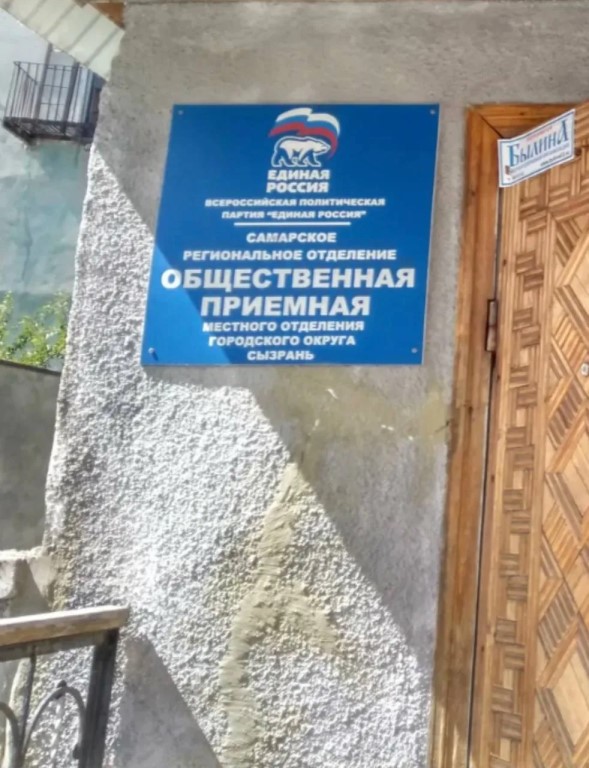 ЕДИНАЯ
РОССИЯ
ВСЕРОССИЙСКАЯ ПОЛИТИЧЕСКАЯ
ПАРТИЯ "ЕДИНАЯ РОССИЯ"
САМАРСКОЕ
РЕГИОНАЛЬНОЕ ОТДЕЛЕНИЕ
ОБЩЕСТВЕННАЯ
ПРИЕМНАЯ
МЕСТНОГО ОТДЕЛЕНИЯ
ГОРОДСКОГО ОКРУГА
СЫЗРАНЬ
БЫЛИНА